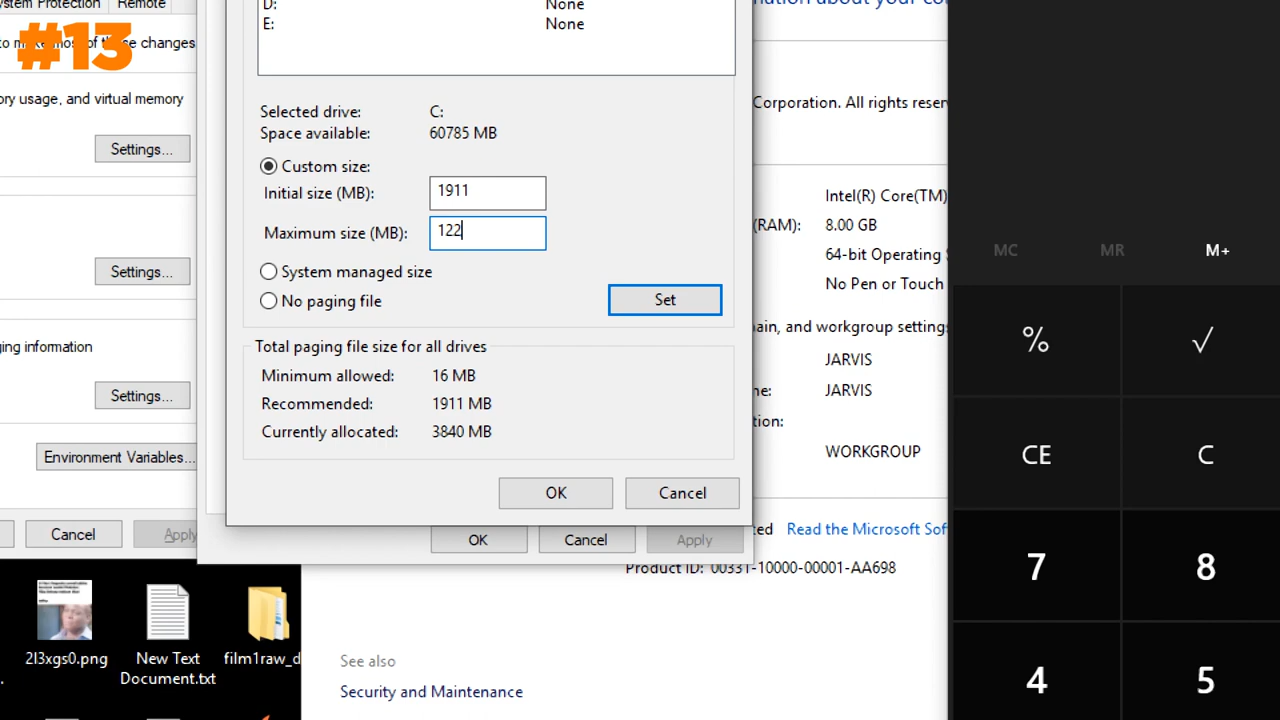 ystem Protection Remote
#13
to make most of these changes
ory usage, and virtual memory
Settings...
Settings...
ging information
Settings...
Environment Variables...
Cancel Apply
D: None
E: None
Selected drive: C:
Space available: 60785 MB
Custom size:
Initial size (MB): 1911
Maximum size (MB): 122
System managed size
No paging file
Set
Total paging file size for all drives
Minimum allowed: 16 MB
Recommended: 1911 MB
Currently allocated: 3840 MB
OK Cancel
OK Cancel Apply
mation about your co
Corporation. All rights reser
Intel(R) Core(TM)
(RAM): 8.00 GB
64-bit Operating
No Pen or Touch
ain, and workgroup settings
JARVIS
me: JARVIS
tion:
WORKGROUP
ted Read the Microsoft Sof
Product ID: 00331-10000-00001-AA698
See also
Security and Maintenance
2l3xgs0.png
New Text
Document.txt
film1raw_d
MC MR M+
% √
CE C
7 8
4 5